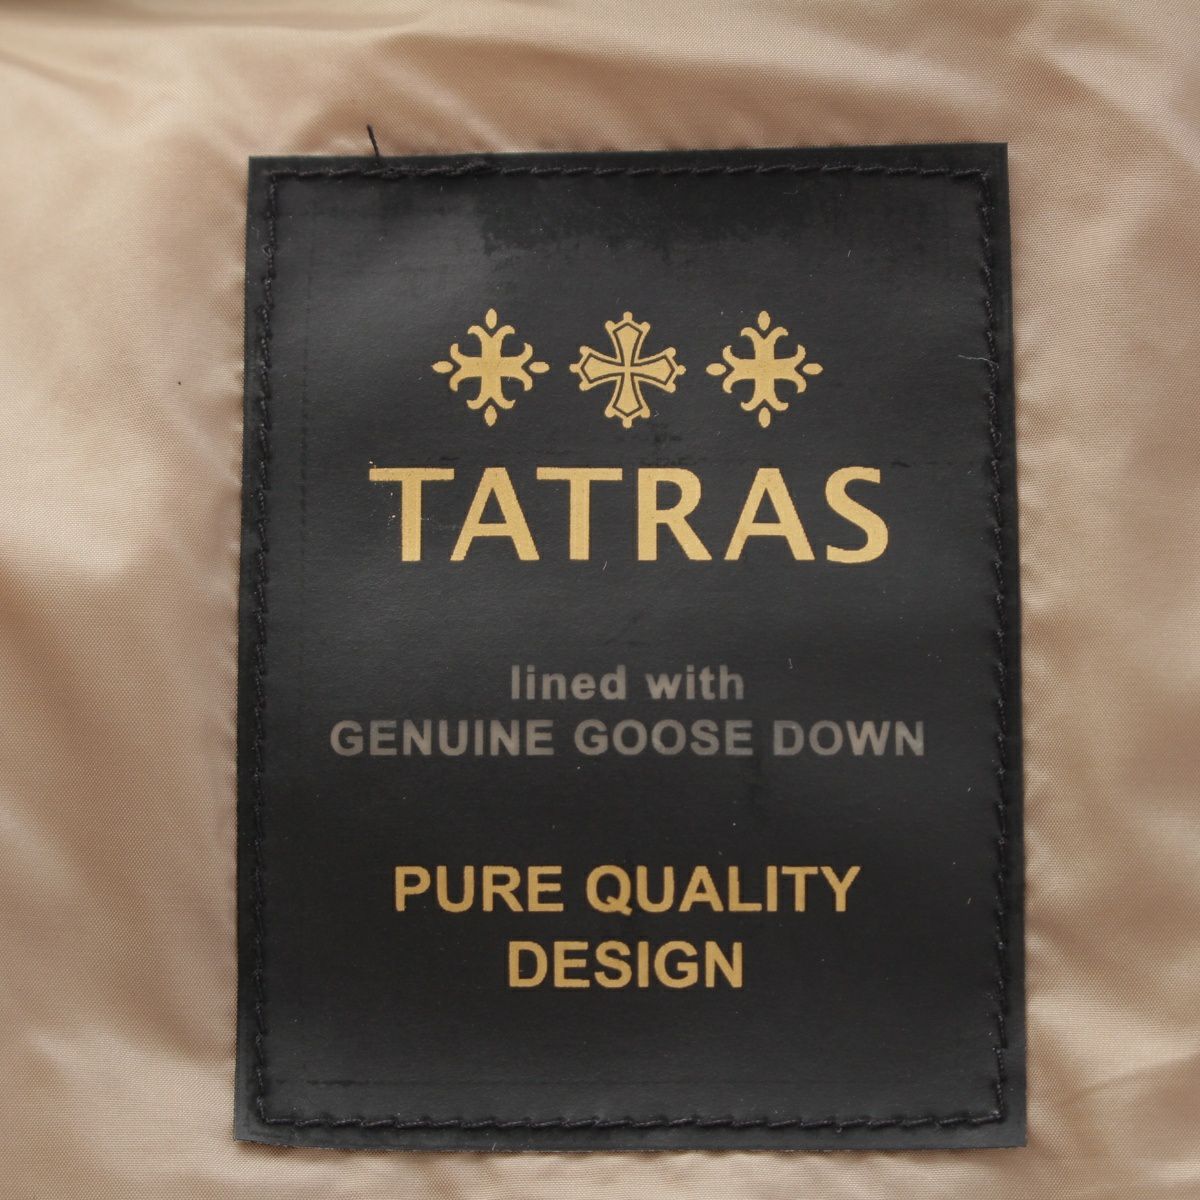 TATRAS
lined with
GENUINE GOOSE DOWN
PURE QUALITY
DESIGN